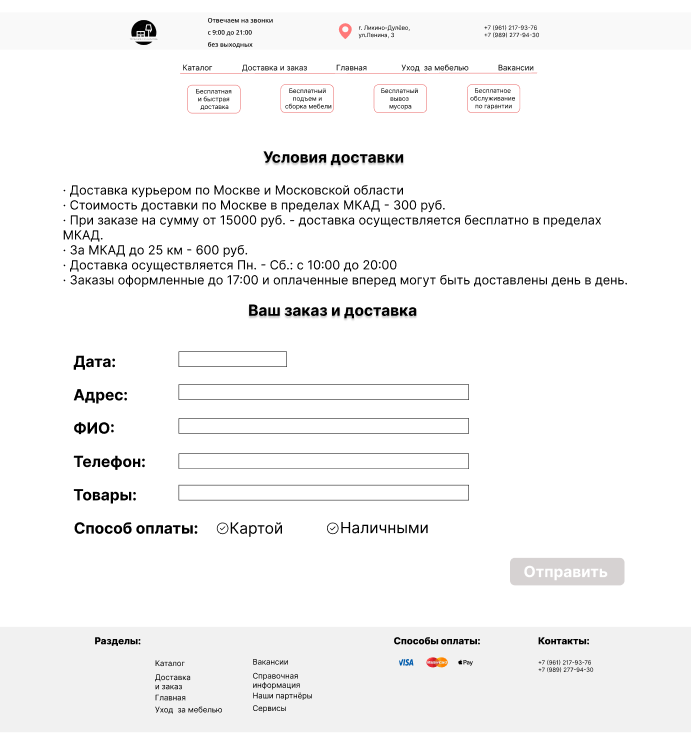 Отвечаем на звонки
с 9:00 до 21:00
без выходных
г. Ликино-Дулёво,
ул.Ленина, 3
+7 (961) 217-93-76
+7 (989) 277-94-30
Каталог Доставка и заказ Главная Уход за мебелью Вакансии
Бесплатная
и быстрая
доставка
Бесплатный
подъем и
сборка мебели
Бесплатный
вывоз
мусора
Бесплатное
обслуживание
по гарантии
Условия доставки
· Доставка курьером по Москве и Московской области
· Стоимость доставки по Москве в пределах МКАД - 300 руб.
· При заказе на сумму от 15000 руб. - доставка осуществляется бесплатно в пределах
МКАД.
· За МКАД до 25 км - 600 руб.
· Доставка осуществляется Пн. - Сб.: с 10:00 до 20:00
· Заказы оформленные до 17:00 и оплаченные вперед могут быть доставлены день в день.
Ваш заказ и доставка
Дата:
Адрес:
ФИО:
Телефон:
Товары:
Способ оплаты: Картой Наличными
Отправить
Разделы:
Каталог
Доставка
и заказ
Главная
Уход за мебелью
Вакансии
Справочная
информация
Наши партнёры
Сервисы
Способы оплаты:
VISA MasterCard Pay
Контакты:
+7 (961) 217-93-76
+7 (989) 277-94-30